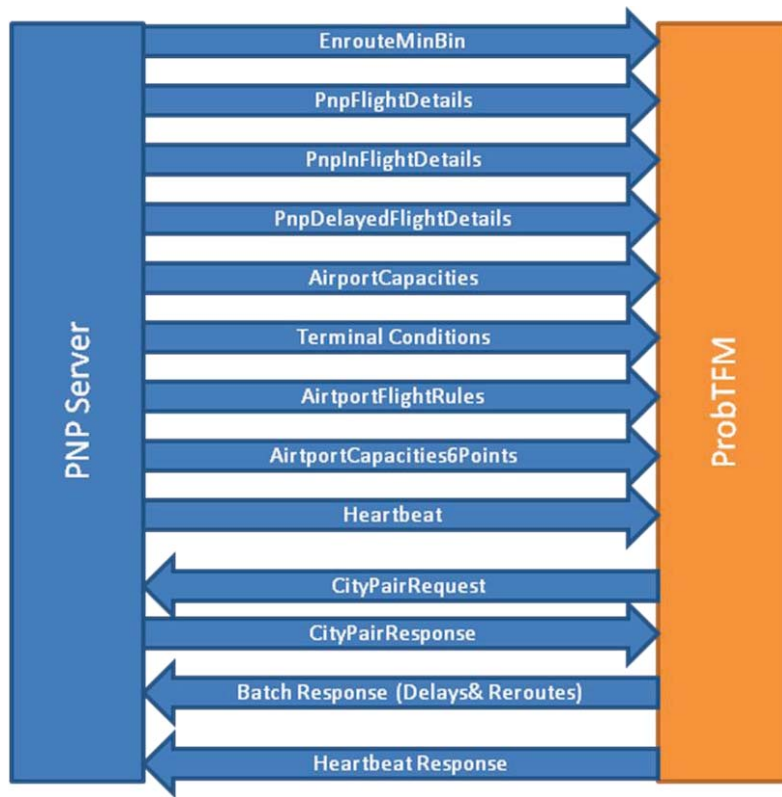 PNP Server
EnrouteMinBin
PnpFlightDetails
PnpInFlightDetails
PnpDelayedFlightDetails
AirportCapacities
Terminal Conditions
AirtportFlightRules
AirtportCapacities6Points
Heartbeat
CityPairRequest
CityPairResponse
Batch Response (Delays& Reroutes)
Heartbeat Response
ProbTFM